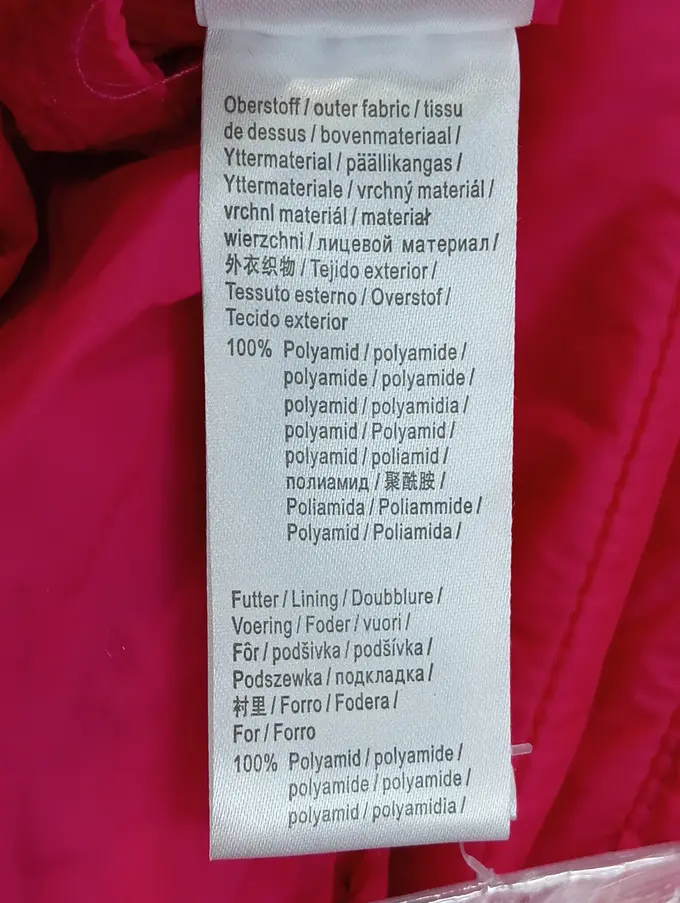 Oberstoff / outer fabric / tissu
de dessus / bovenmateriaal /
Yttermaterial / päällikangas /
Yttermateriale / vrchný materiál /
vrchnl materiál / materiał
wierzchni / лицевой материал /
外衣织物 / Tejido exterior /
Tessuto esterno / Overstof /
Tecido exterior
100% Polyamid / polyamide /
polyamide / polyamide /
polyamid / polyamidia /
polyamid / Polyamid /
polyamid / poliamid /
полиамид / 聚酰胺 /
Poliamida / Poliammide /
Polyamid / Poliamida /
Futter / Lining / Doubblure /
Voering / Foder / vuori /
Fôr / podšivka / podšívka /
Podszewka / подкладка /
衬里 / Forro / Fodera /
For / Forro
100% Polyamid / polyamide /
polyamide / polyamide /
polyamid / polyamidia /